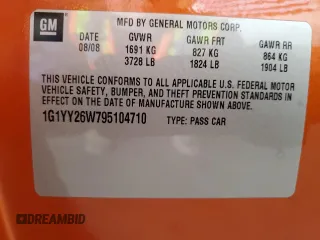 GM
MFD BY GENERAL MOTORS CORP.
DATE GVWR GAWR FRT GAWR RR
08/08 1691 KG 827 KG 864 KG
3728 LB 1824 LB 1904 LB
THIS VEHICLE CONFORMS TO ALL APPLICABLE U.S. FEDERAL MOTOR
VEHICLE SAFETY, BUMPER, AND THEFT PREVENTION STANDARDS IN
EFFECT ON THE DATE OF MANUFACTURE SHOWN ABOVE.
1G1YY26W795104710 TYPE: PASS CAR
DREAMBID